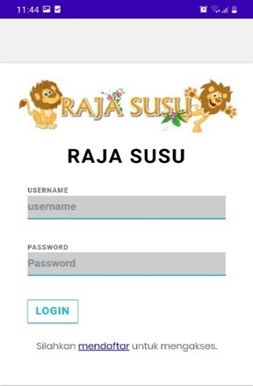 11:44
RAJA SUSU
RAJA SUSU
USERNAME
username
PASSWORD
Password
LOGIN
Silahkan mendaftar untuk mengakses.